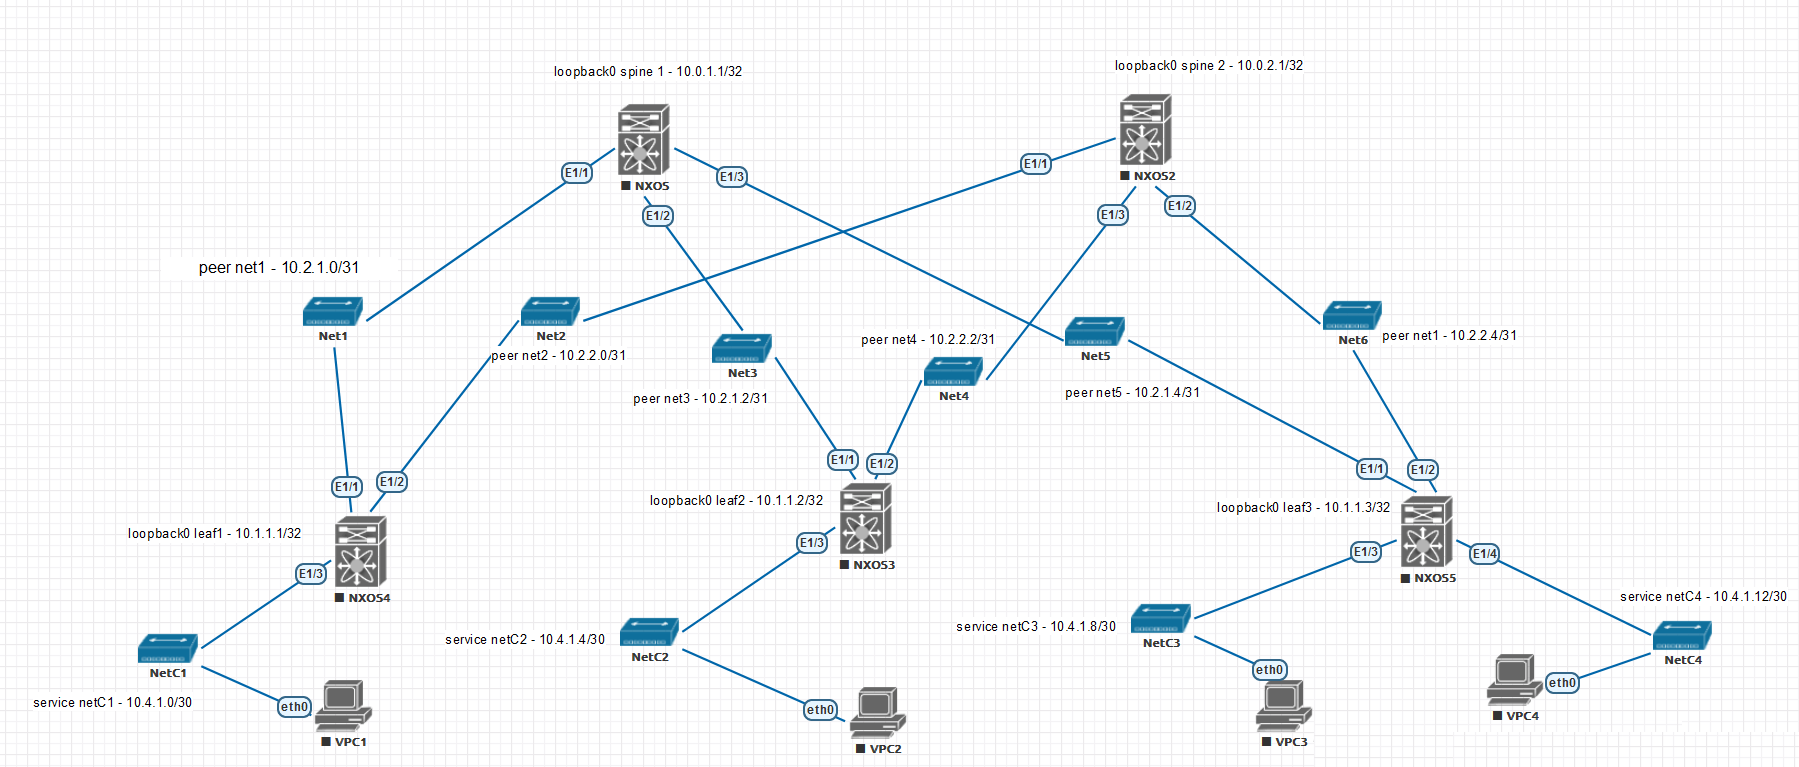 loopback0 spine 1 - 10.0.1.1/32
loopback0 spine 2 - 10.0.2.1/32
NXOS
NXOS2
E1/1
E1/3
E1/2
E1/1
E1/3
E1/2
peer net1 - 10.2.1.0/31
Net1
Net2
peer net2 - 10.2.2.0/31
Net3
peer net3 - 10.2.1.2/31
peer net4 - 10.2.2.2/31
Net4
Net5
peer net5 - 10.2.1.4/31
Net6
peer net1 - 10.2.2.4/31
E1/1
E1/2
E1/1
E1/2
E1/1
E1/2
loopback0 leaf1 - 10.1.1.1/32
loopback0 leaf2 - 10.1.1.2/32
loopback0 leaf3 - 10.1.1.3/32
E1/3
NXOS4
E1/3
NXOS3
E1/3
E1/4
NXOS5
NetC1
service netC1 - 10.4.1.0/30
eth0
VPC1
service netC2 - 10.4.1.4/30
NetC2
eth0
VPC2
service netC3 - 10.4.1.8/30
NetC3
eth0
VPC3
service netC4 - 10.4.1.12/30
NetC4
eth0
VPC4